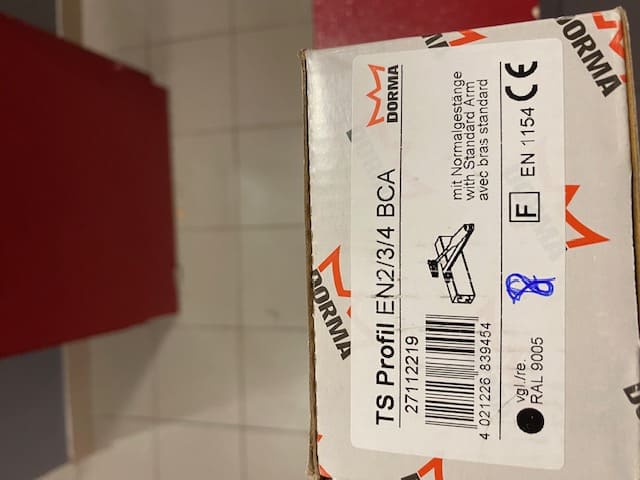 DORMA
TS Profil EN2/3/4 BCA
27112219
mit Normalgestänge
with Standard Arm
avec bras standard
4 021226 839454
F EN 1154 CE
vgl./re.
RAL 9005
8
DORMA
DORMA